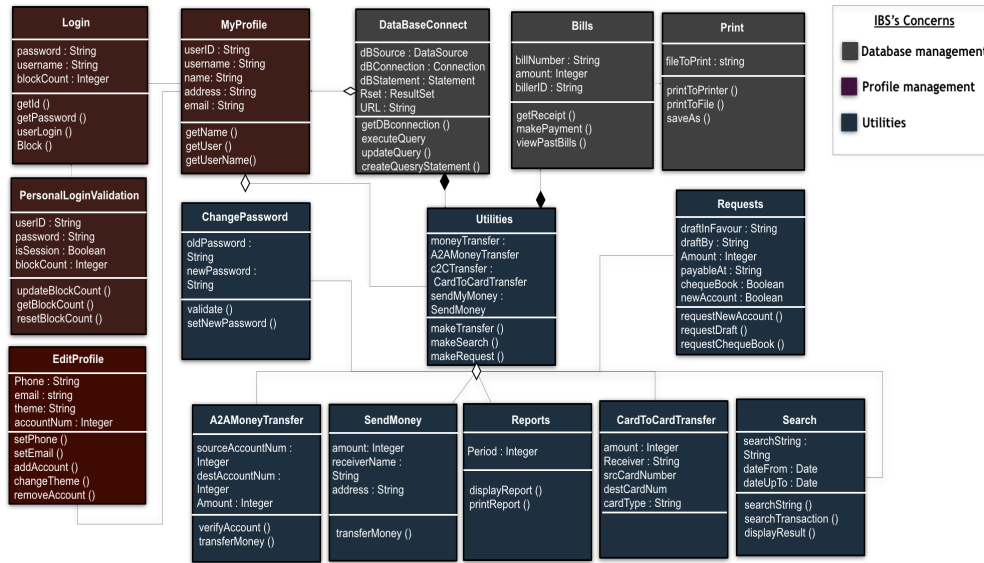 Login
password : String
username : String
blockCount : Integer
getId ()
getPassword ()
userLogin ()
Block ()
MyProfile
userID : String
username : String
name: String
address : String
email : String
getName ()
getUser ()
getUserName()
DataBaseConnect
dBSource : DataSource
dBConnection : Connection
dBStatement : Statement
Rset : ResultSet
URL : String
getDBconnection ()
executeQuery
updateQuery ()
createQuesryStatement ()
Bills
billNumber : String
amount: Integer
billerID : String
getReceipt ()
makePayment ()
viewPastBills ()
Print
fileToPrint : string
printToPrinter ()
printToFile ()
saveAs ()
IBS's Concerns
Database management
Profile management
Utilities
PersonalLoginValidation
userID : String
password : String
isSession : Boolean
blockCount : Integer
updateBlockCount ()
getBlockCount ()
resetBlockCount ()
ChangePassword
oldPassword :
String
newPassword :
String
validate ()
setNewPassword ()
Utilities
moneyTransfer :
A2AMoneyTransfer
c2CTransfer :
CardToCardTransfer
sendMyMoney :
SendMoney
makeTransfer ()
makeSearch ()
makeRequest ()
Requests
draftInFavour : String
draftBy : String
Amount : Integer
payableAt : String
chequeBook : Boolean
newAccount : Boolean
requestNewAccount ()
requestDraft ()
requestChequeBook ()
EditProfile
Phone : String
email : string
theme: String
accountNum : Integer
setPhone ()
setEmail ()
addAccount ()
changeTheme ()
removeAccount ()
A2AMoneyTransfer
sourceAccountNum :
Integer
destAccountNum :
Integer
Amount : Integer
verifyAccount ()
transferMoney ()
SendMoney
amount: Integer
receiverName :
String
address : String
transferMoney ()
Reports
Period : Integer
displayReport ()
printReport ()
CardToCardTransfer
amount : Integer
Receiver : String
srcCardNumber
destCardNum
cardType : String
Search
searchString :
String
dateFrom : Date
dateUpTo : Date
searchString ()
searchTransaction ()
displayResult ()